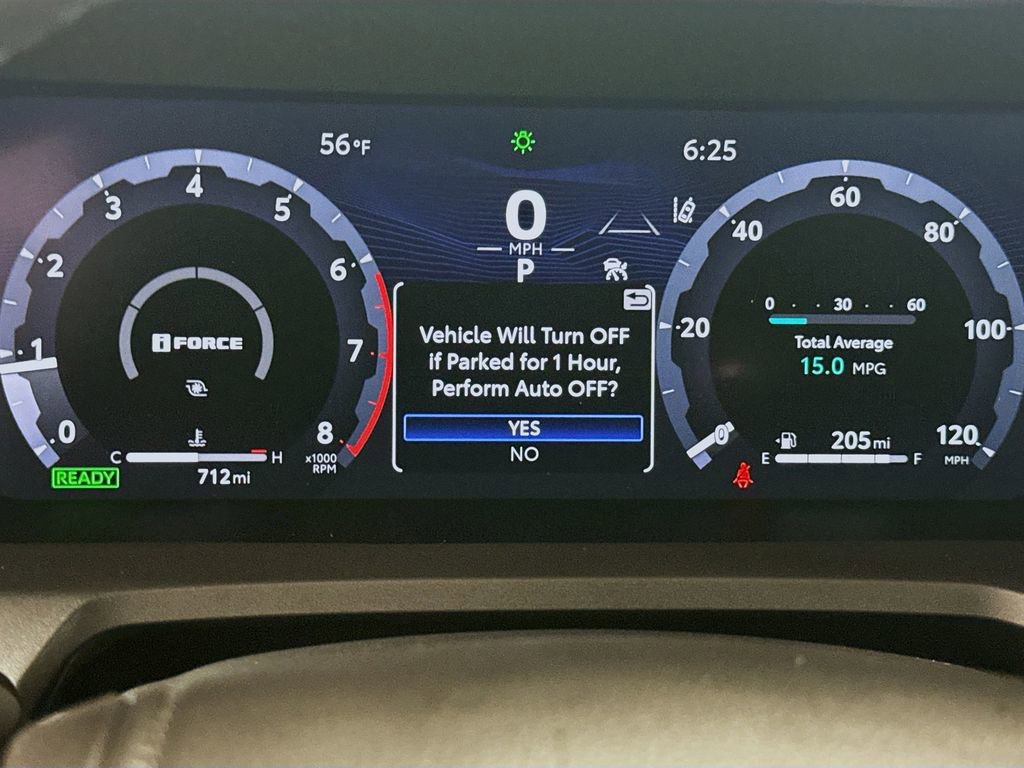 56°F
6:25
0
MPH
P
0
1
2
3
4
5
6
7
8
x1000
RPM
iFORCE
C
H
712mi
READY
Vehicle Will Turn OFF
if Parked for 1 Hour,
Perform Auto OFF?
YES
NO
0
20
40
60
80
100
120
MPH
0 30 60
Total Average
15.0 MPG
205mi
E
F